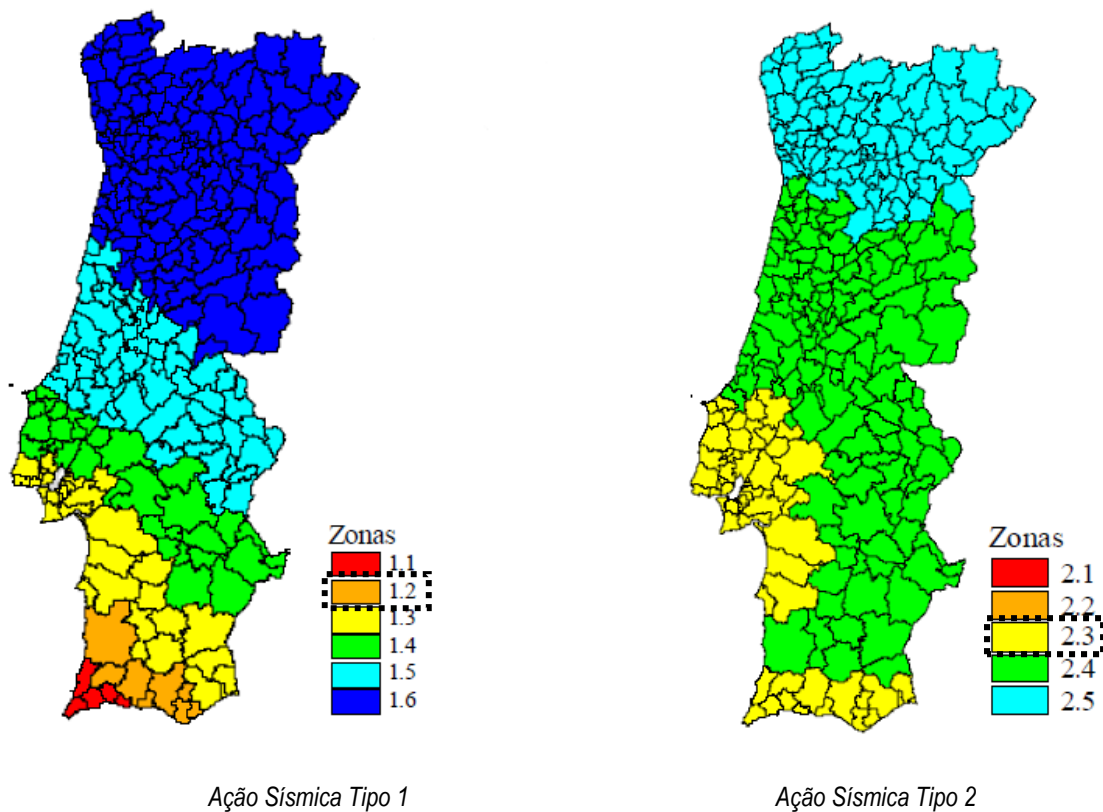 Zonas
1.1
1.2
1.3
1.4
1.5
1.6
Ação Sísmica Tipo 1
Zonas
2.1
2.2
2.3
2.4
2.5
Ação Sísmica Tipo 2